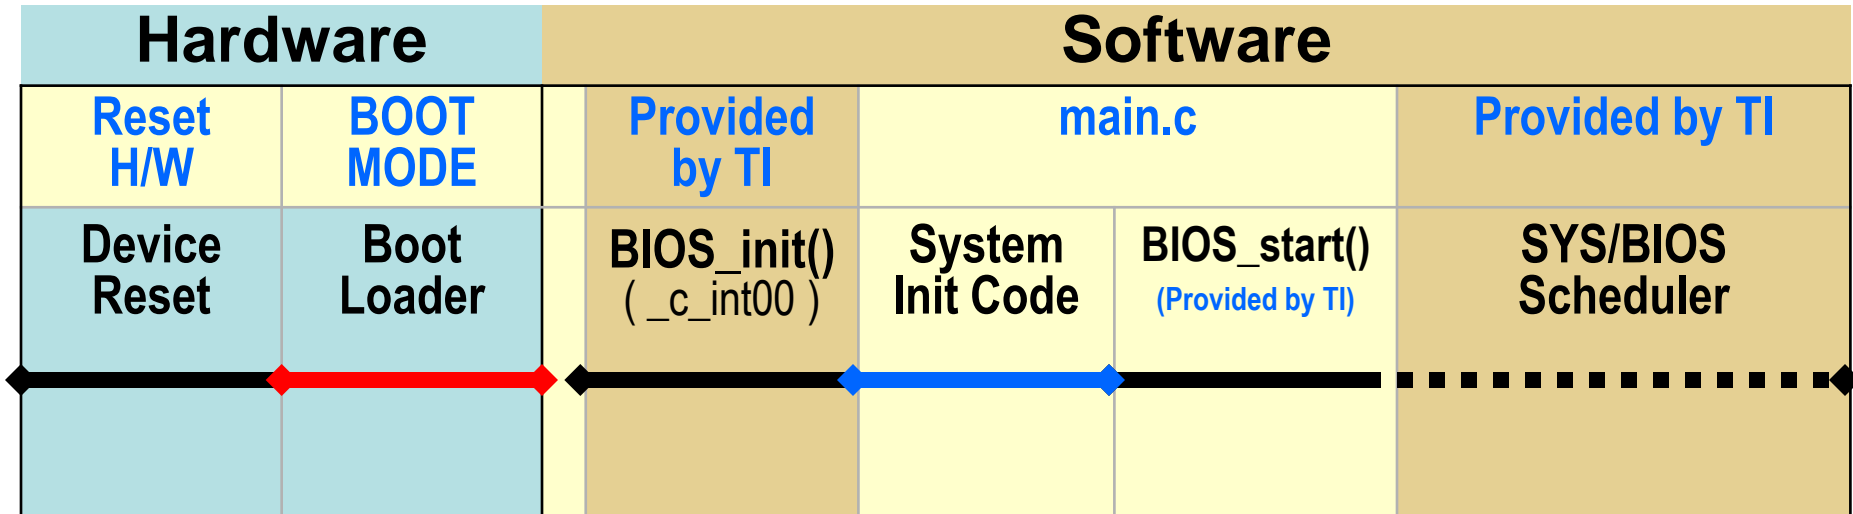 Hardware
Software
Reset
H/W
BOOT
MODE
Provided
by TI
main.c
Provided by TI
Device
Reset
Boot
Loader
BIOS_init()
( _c_int00 )
System
Init Code
BIOS_start()
(Provided by TI)
SYS/BIOS
Scheduler